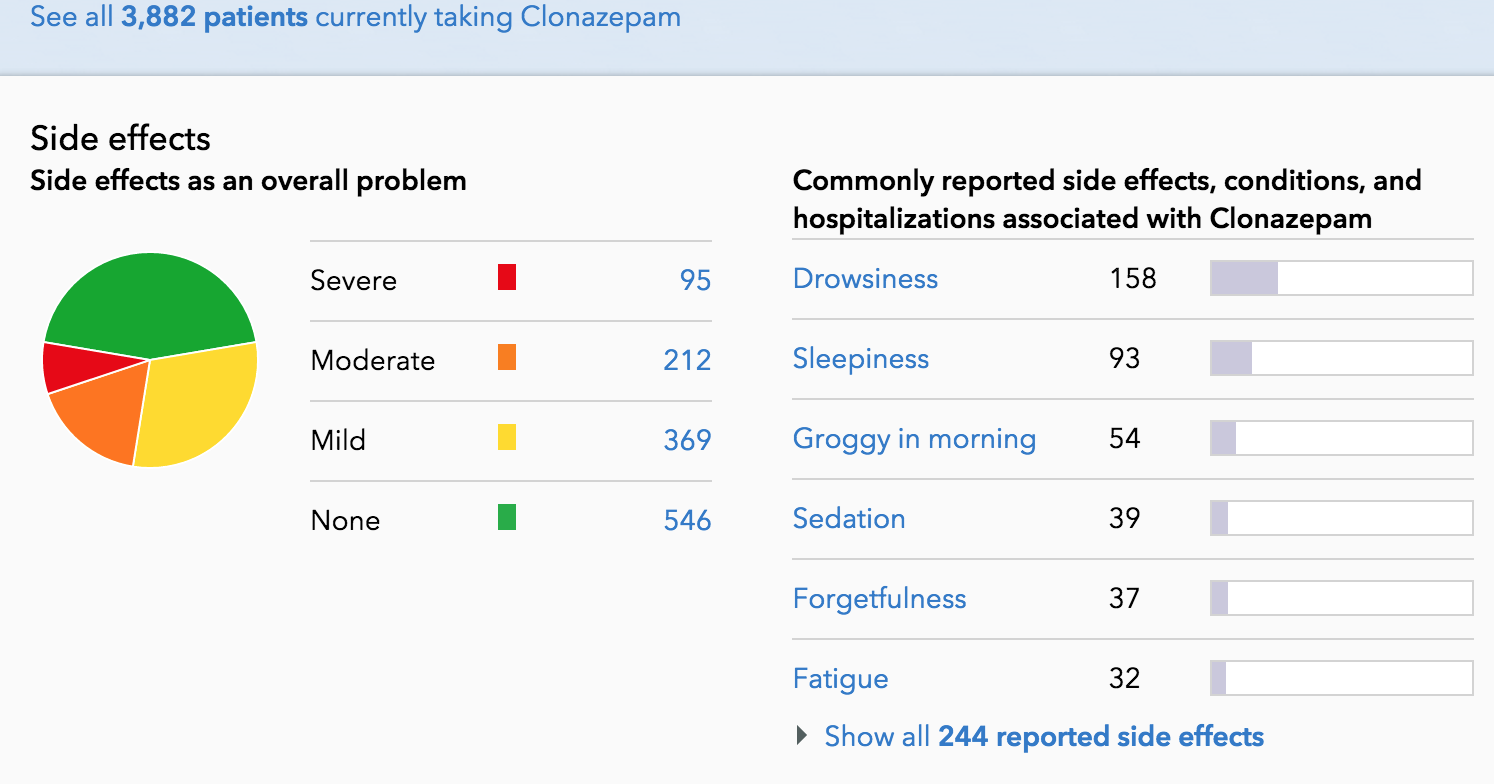 See all 3,882 patients currently taking Clonazepam
Side effects
Side effects as an overall problem
Severe 95
Moderate 212
Mild 369
None 546
Commonly reported side effects, conditions, and
hospitalizations associated with Clonazepam
Drowsiness 158
Sleepiness 93
Groggy in morning 54
Sedation 39
Forgetfulness 37
Fatigue 32
Show all 244 reported side effects